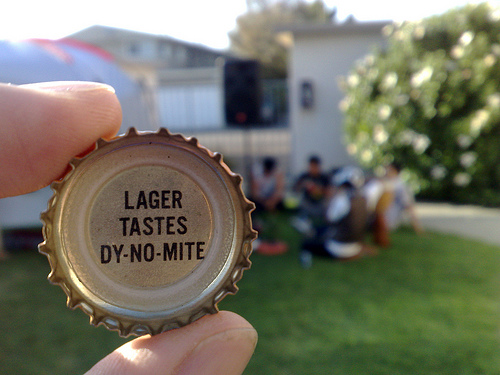 LAGER
TASTES
DY-NO-MITE